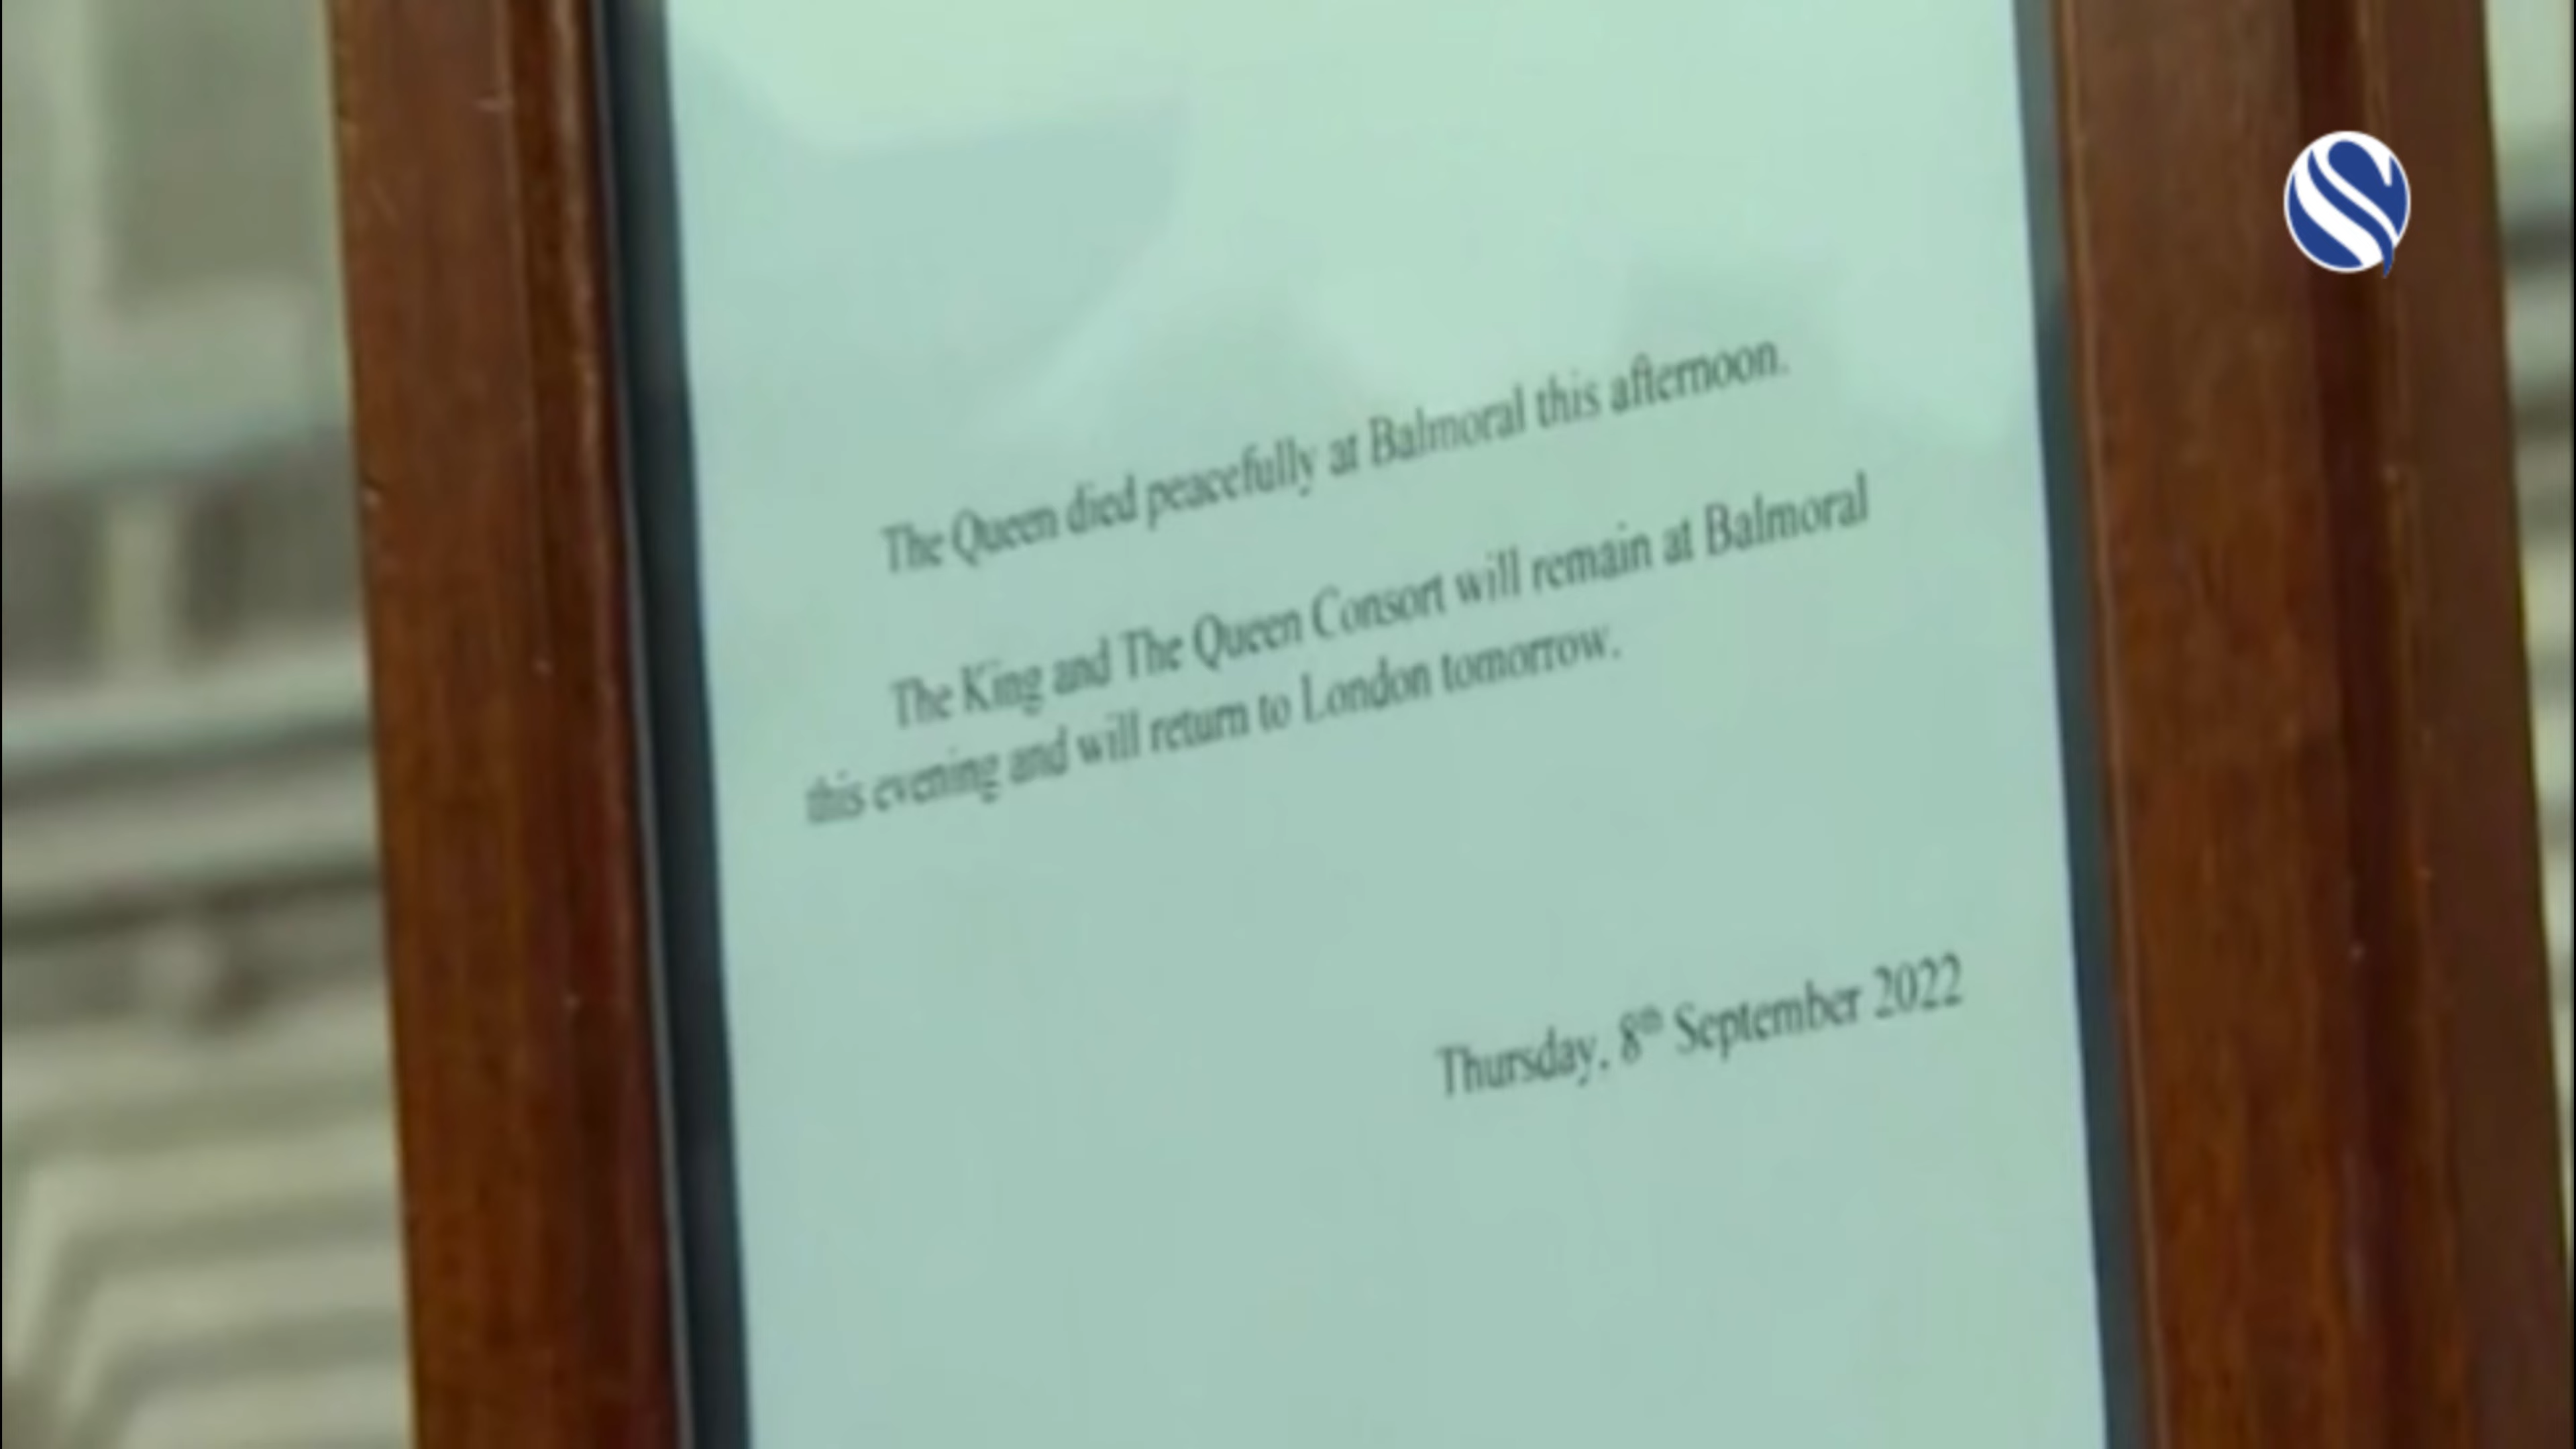 The Queen died peacefully at Balmoral this afternoon.
The King and The Queen Consort will remain at Balmoral
this evening and will return to London tomorrow.
Thursday, 8th September 2022